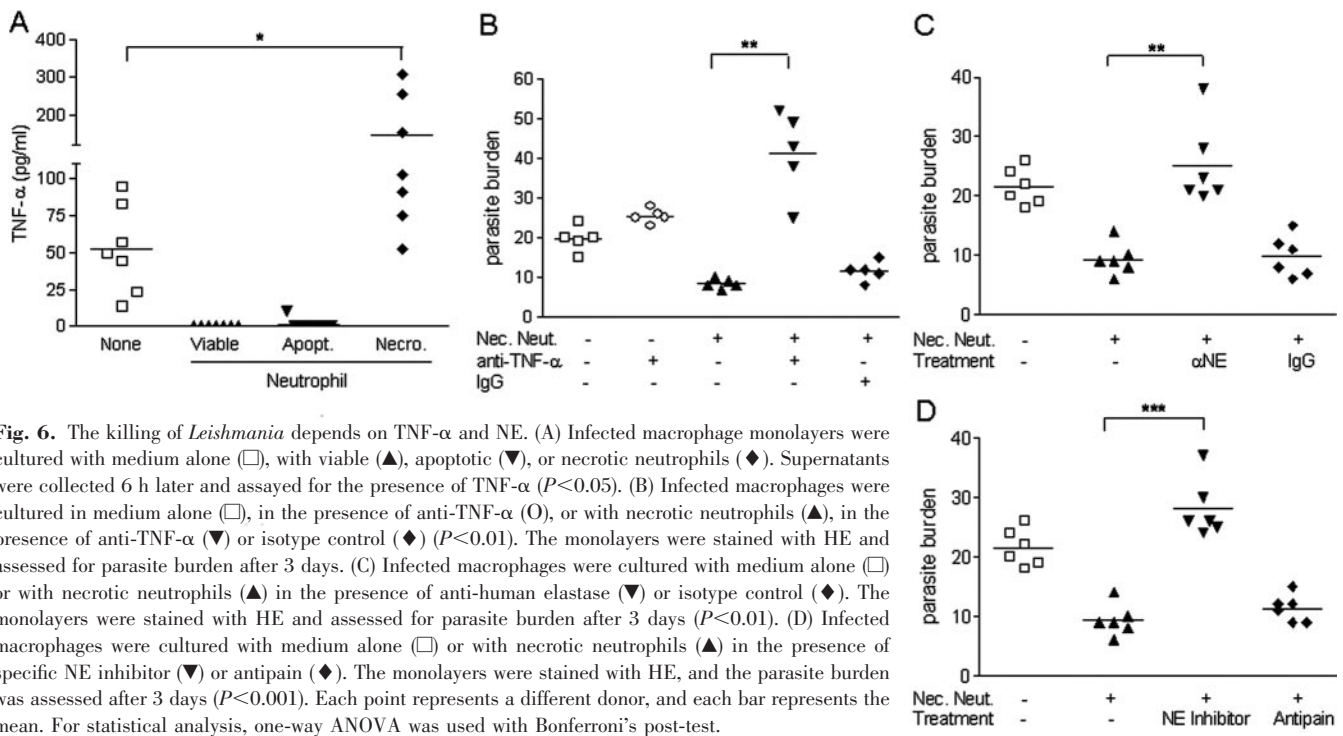 A
*
400
300
200
100
75
50
25
0
TNF-α (pg/ml)
None
Viable
Apopt.
Necro.
Neutrophil
B
**
60
50
40
30
20
10
0
parasite burden
Nec. Neut. - - + + +
anti-TNF-α - + - + -
IgG - - - - +
C
**
40
30
20
10
0
parasite burden
Nec. Neut. - + + +
Treatment - - αNE IgG
D
***
40
30
20
10
0
parasite burden
Nec. Neut. - + + +
Treatment - - NE Inhibitor Antipain
Fig. 6. The killing of Leishmania depends on TNF-α and NE. (A) Infected macrophage monolayers were
cultured with medium alone (□), with viable (▲), apoptotic (▼), or necrotic neutrophils (♦). Supernatants
were collected 6 h later and assayed for the presence of TNF-α (P<0.05). (B) Infected macrophages were
cultured in medium alone (□), in the presence of anti-TNF-α (O), or with necrotic neutrophils (▲), in the
presence of anti-TNF-α (▼) or isotype control (♦) (P<0.01). The monolayers were stained with HE and
assessed for parasite burden after 3 days. (C) Infected macrophages were cultured with medium alone (□)
or with necrotic neutrophils (▲) in the presence of anti-human elastase (▼) or isotype control (♦). The
monolayers were stained with HE and assessed for parasite burden after 3 days (P<0.01). (D) Infected
macrophages were cultured with medium alone (□) or with necrotic neutrophils (▲) in the presence of
specific NE inhibitor (▼) or antipain (♦). The monolayers were stained with HE, and the parasite burden
was assessed after 3 days (P<0.001). Each point represents a different donor, and each bar represents the
mean. For statistical analysis, one-way ANOVA was used with Bonferroni's post-test.